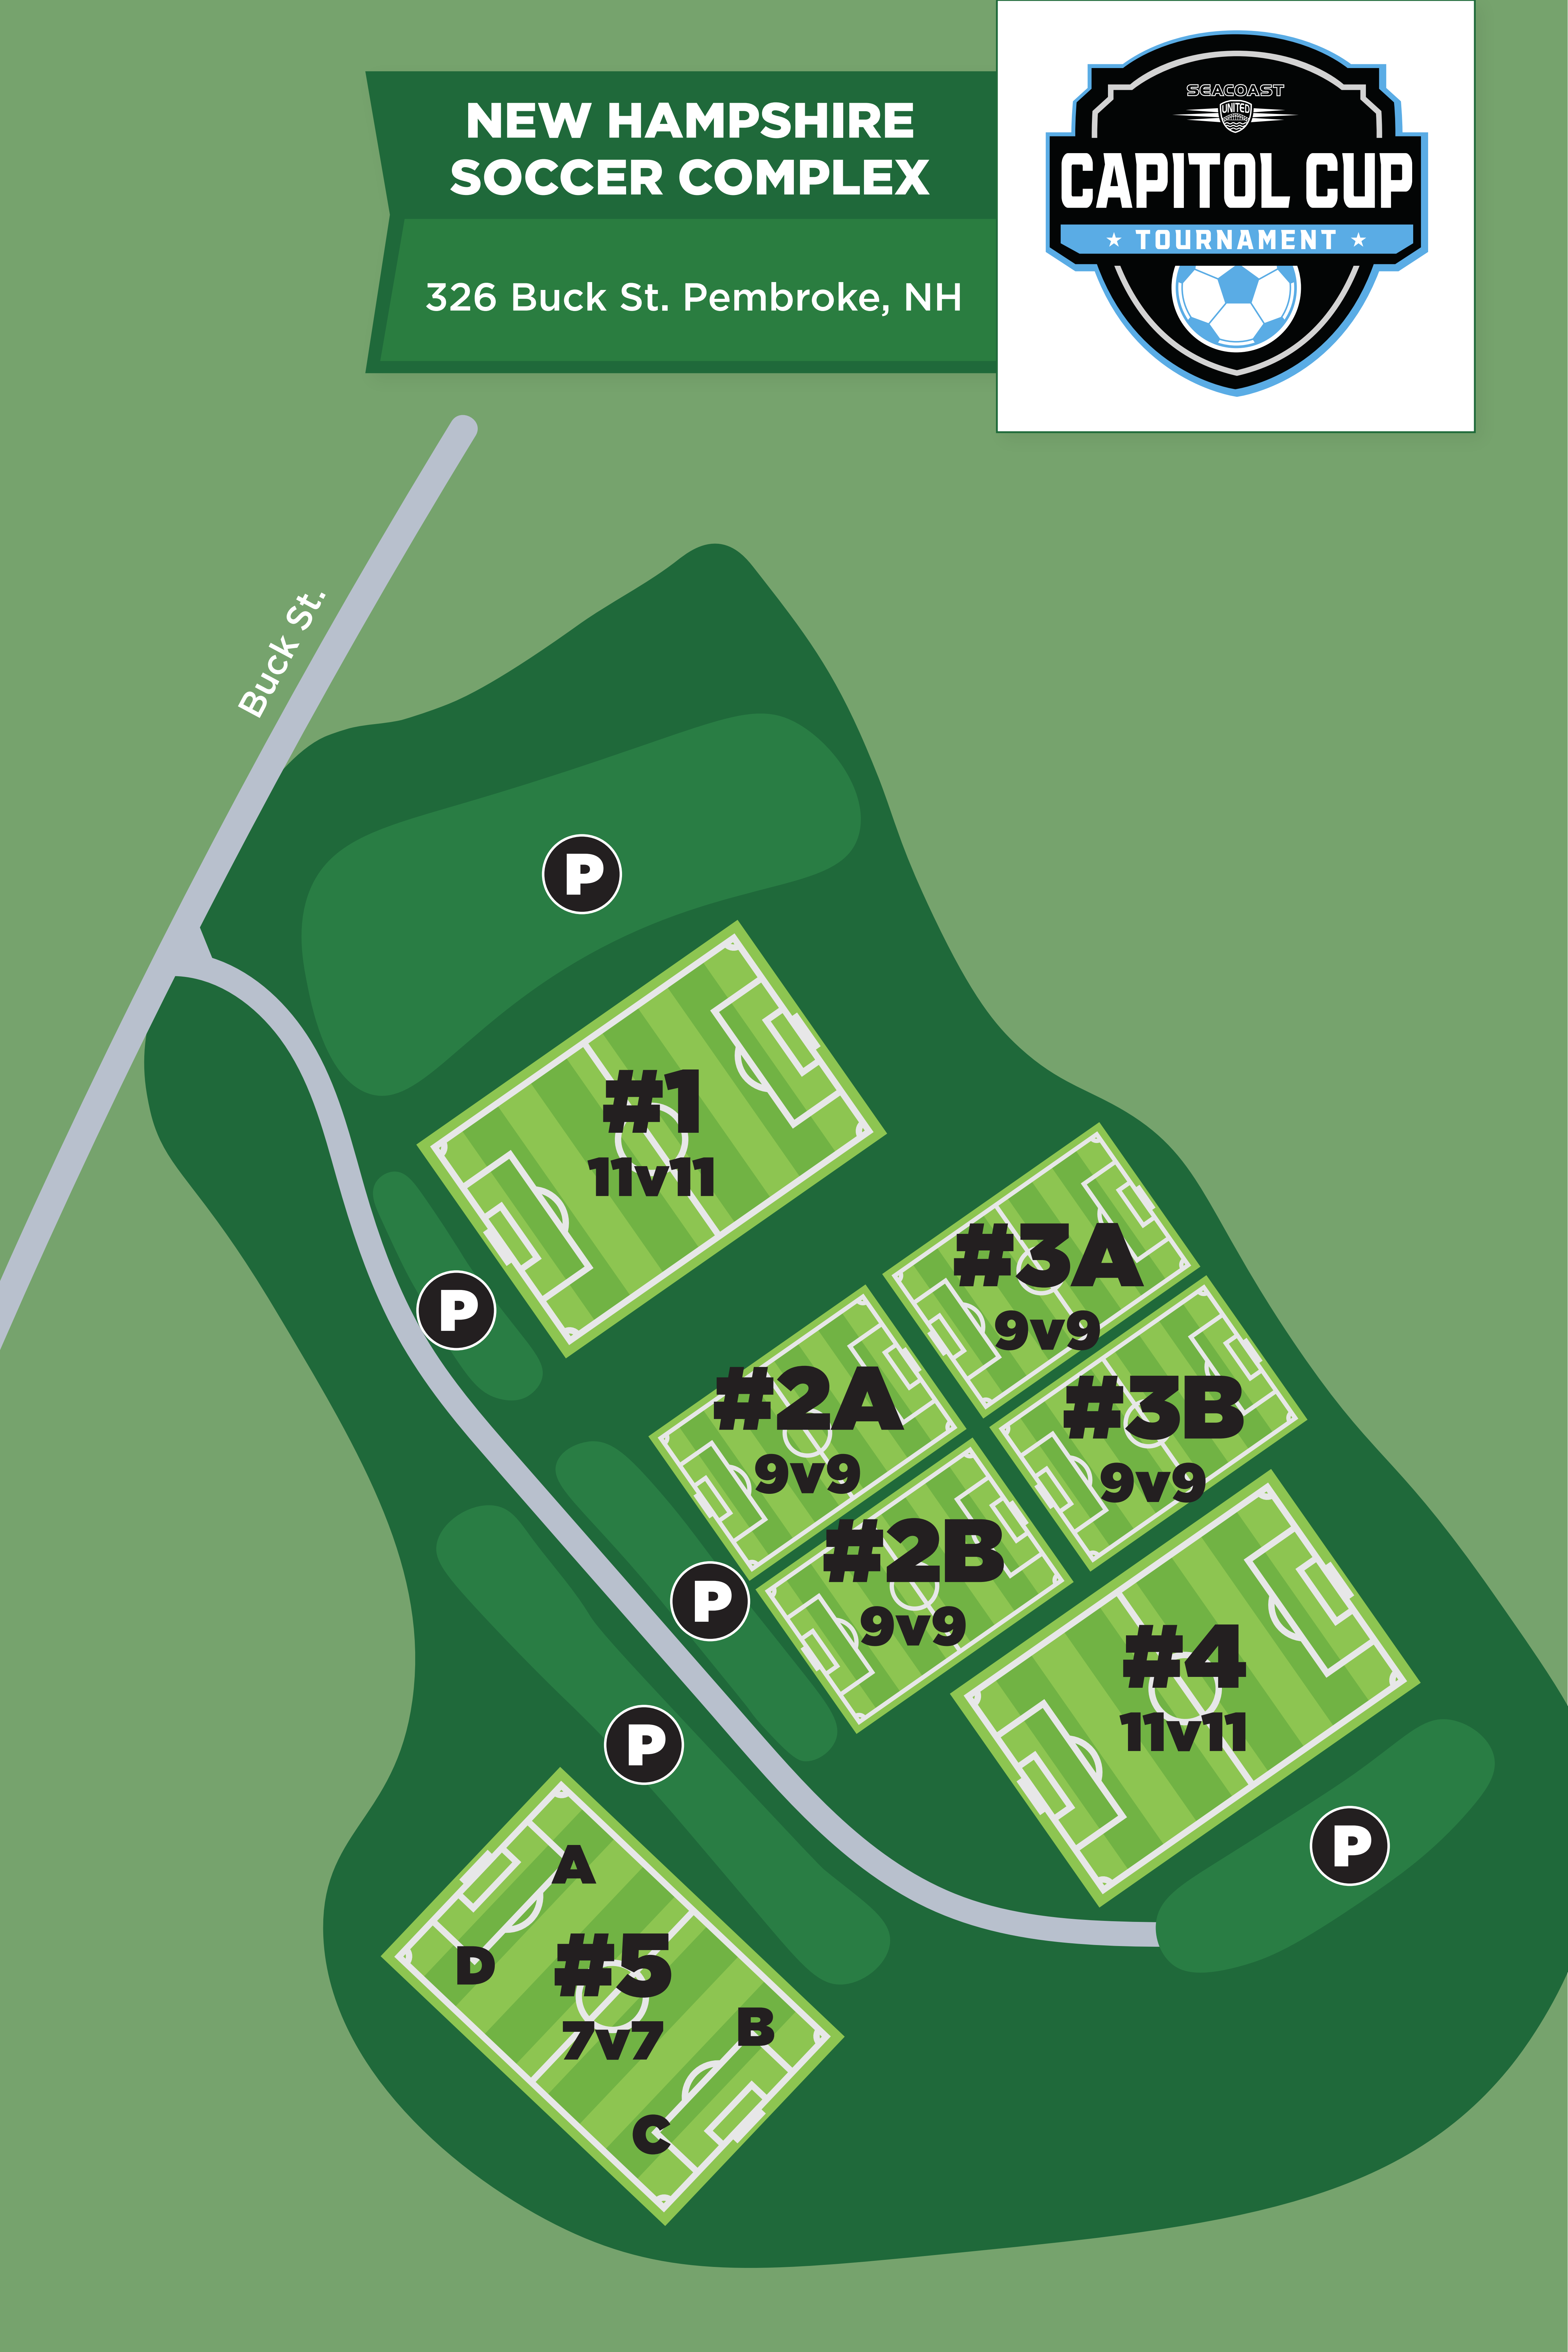 NEW HAMPSHIRE
SOCCER COMPLEX
326 Buck St. Pembroke, NH
SEACOAST
UNITED
CAPITOL CUP
TOURNAMENT
Buck St.
P
#1
11v11
P
#3A
9v9
#2A
9v9
#3B
9v9
#2B
9v9
P
#4
11v11
P
P
A
D
#5
7v7
B
C